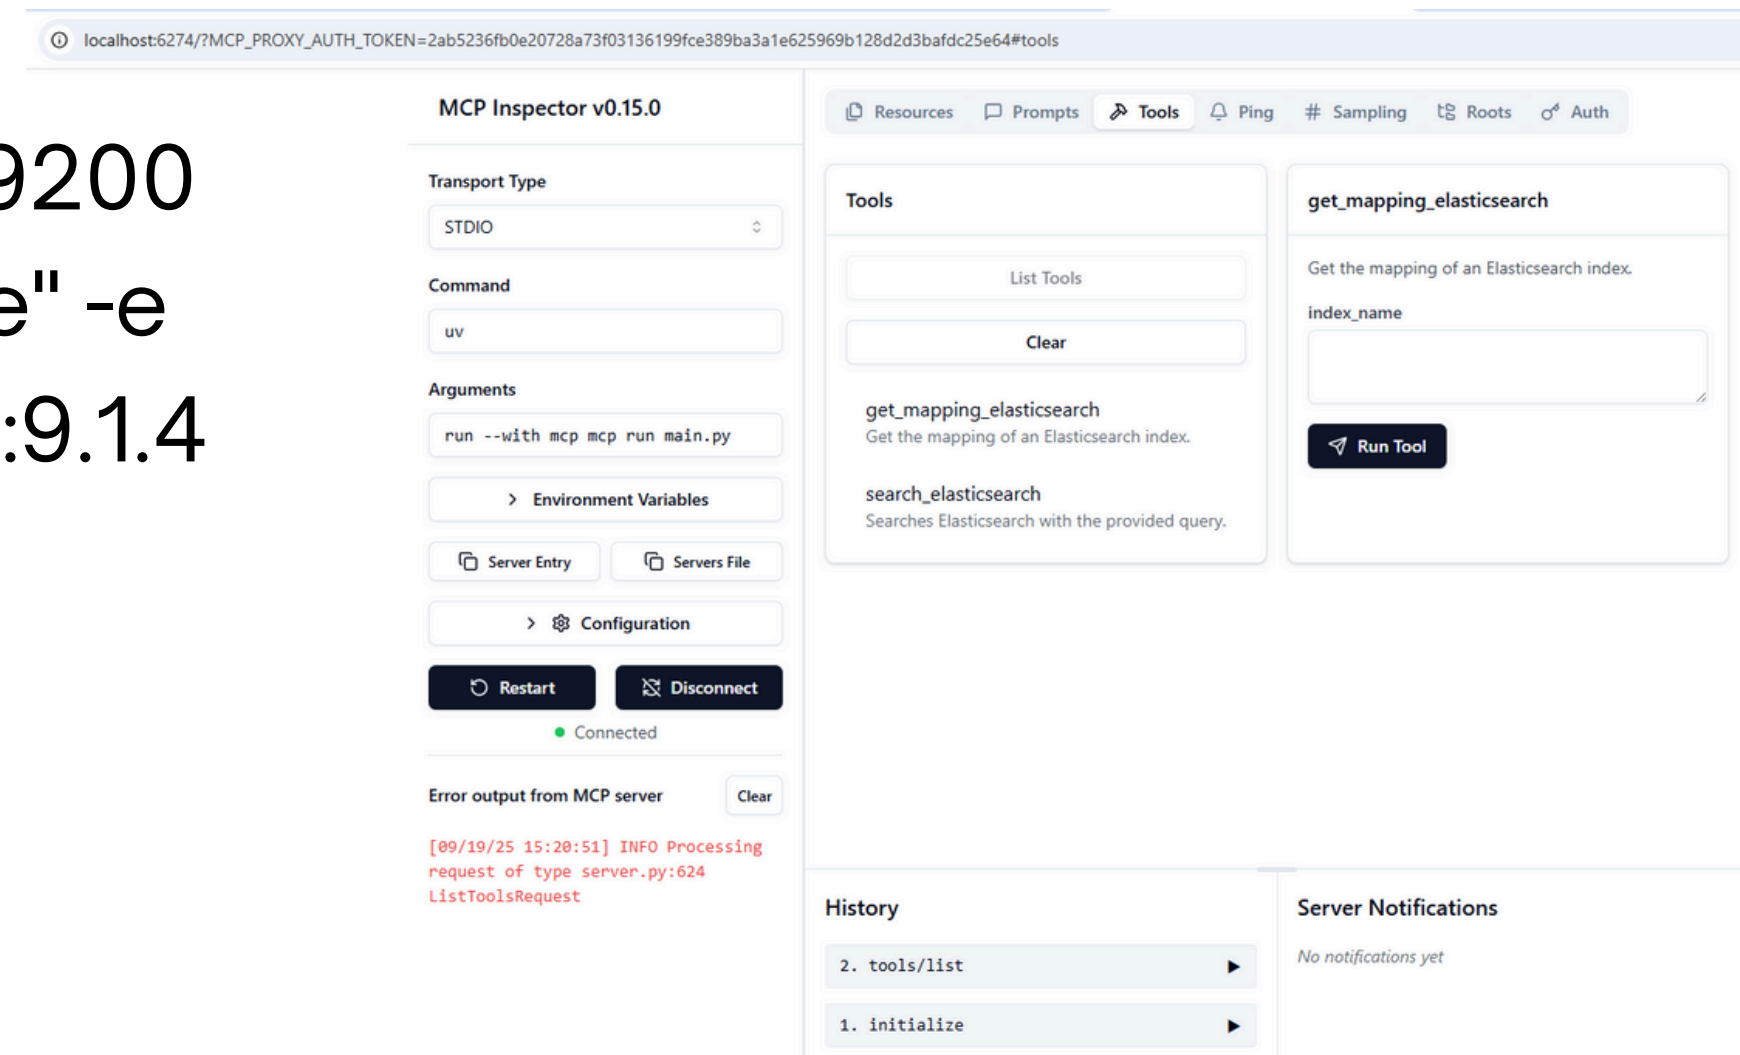 localhost:6274/?MCP_PROXY_AUTH_TOKEN=2ab5236fb0e20728a73f03136199fce389ba3a1e625969b128d2d3bafdc25e64#tools
9200
e" -e
:9.1.4
MCP Inspector v0.15.0
Transport Type
STDIO
Command
uv
Arguments
run --with mcp mcp run main.py
Environment Variables
Server Entry
Servers File
Configuration
Restart
Disconnect
Connected
Error output from MCP server
Clear
[09/19/25 15:20:51] INFO Processing
request of type server.py:624
ListToolsRequest
Resources
Prompts
Tools
Ping
Sampling
Roots
Auth
Tools
List Tools
Clear
get_mapping_elasticsearch
Get the mapping of an Elasticsearch index.
search_elasticsearch
Searches Elasticsearch with the provided query.
get_mapping_elasticsearch
Get the mapping of an Elasticsearch index.
index_name
Run Tool
History
2. tools/list
1. initialize
Server Notifications
No notifications yet